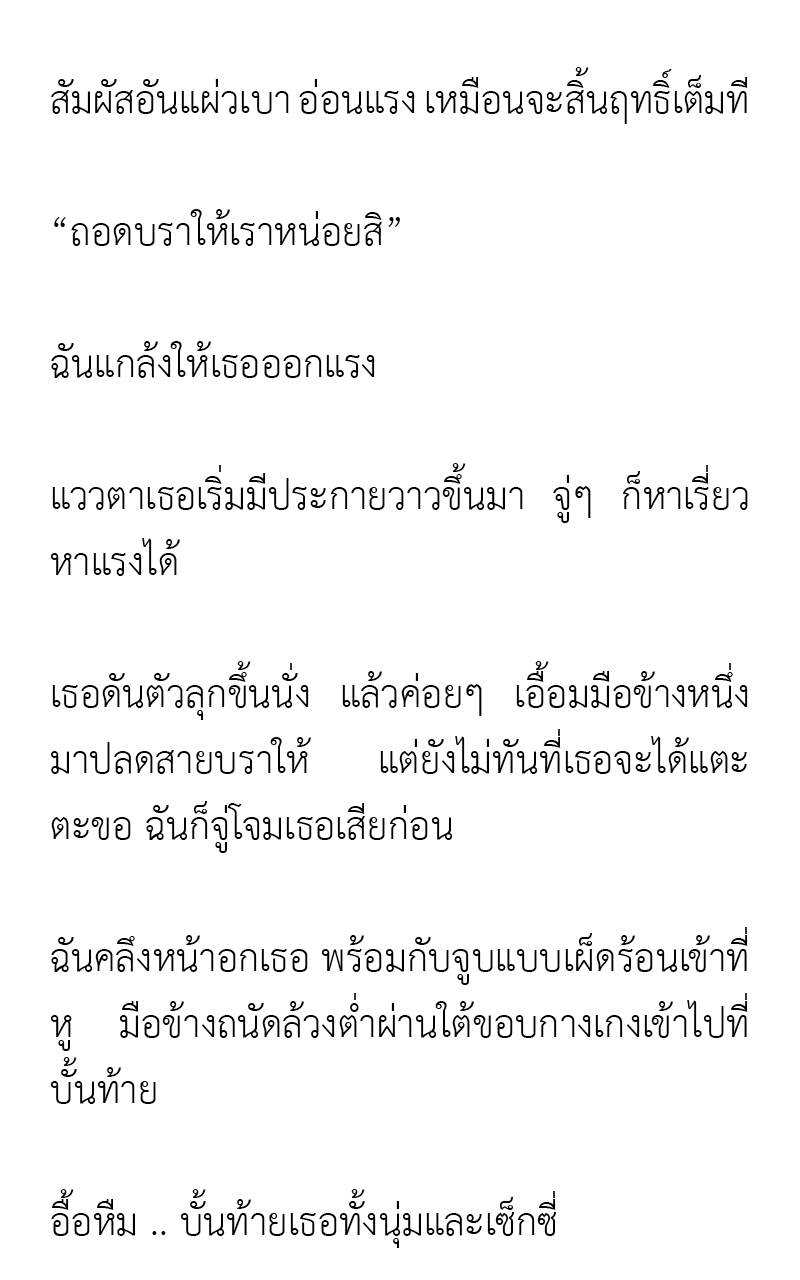 สัมผัสอันแผ่วเบา อ่อนแรง เหมือนจะสิ้นฤทธิ์เต็มที
“ถอดบราให้เราหน่อยสิ”
ฉันแกล้งให้เธอออกแรง
แววตาเธอเริ่มมีประกายวาวขึ้นมา จู่ๆ ก็หาเรี่ยว
หาแรงได้
เธอดันตัวลุกขึ้นนั่ง แล้วค่อยๆ เอื้อมมือข้างหนึ่ง
มาปลดสายบราให้ แต่ยังไม่ทันที่เธอจะได้แตะ
ตะขอ ฉันก็จู่โจมเธอเสียก่อน
ฉันคลึงหน้าอกเธอ พร้อมกับจูบแบบเผ็ดร้อนเข้าที่
หู มือข้างถนัดล้วงต่ำผ่านใต้ขอบกางเกงเข้าไปที่
บั้นท้าย
อื้อหืม .. บั้นท้ายเธอทั้งนุ่มและเซ็กซี่